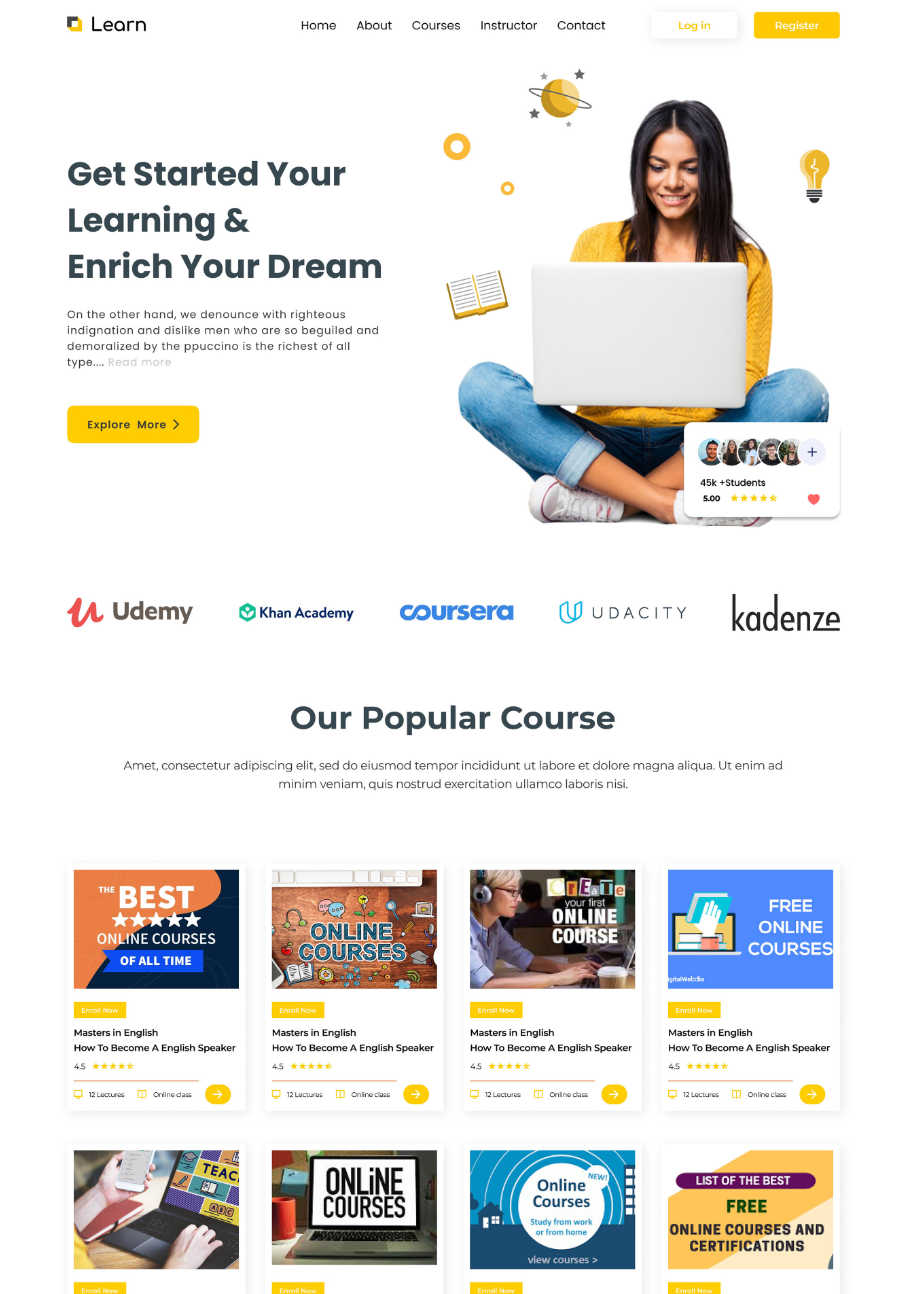 Learn
Home About Courses Instructor Contact
Log in
Register
Get Started Your
Learning &
Enrich Your Dream
On the other hand, we denounce with righteous
indignation and dislike men who are so beguiled and
demoralized by the ppuccino is the richest of all
type.... Read more
Explore More
45k +Students
5.00
Udemy
Khan Academy
coursera
UDACITY
kadenze
Our Popular Course
Amet, consectetur adipiscing elit, sed do eiusmod tempor incididunt ut labore et dolore magna aliqua. Ut enim ad
minim veniam, quis nostrud exercitation ullamco laboris nisi.
THE BEST
ONLINE COURSES
OF ALL TIME
Enroll Now
Masters in English
How To Become A English Speaker
4.5
12 Lectures Online class
ONLINE
COURSES
Enroll Now
Masters in English
How To Become A English Speaker
4.5
12 Lectures Online class
CREATE
your first
ONLINE
COURSE
Enroll Now
Masters in English
How To Become A English Speaker
4.5
12 Lectures Online class
FREE
ONLINE
COURSES
Enroll Now
Masters in English
How To Become A English Speaker
4.5
12 Lectures Online class
TEAC
ABC
Enroll Now
ONLINE
COURSES
Enroll Now
NEW!
Online
Courses
Study from work
or from home
view courses >
Enroll Now
LIST OF THE BEST
FREE
ONLINE COURSES AND
CERTIFICATIONS
Enroll Now